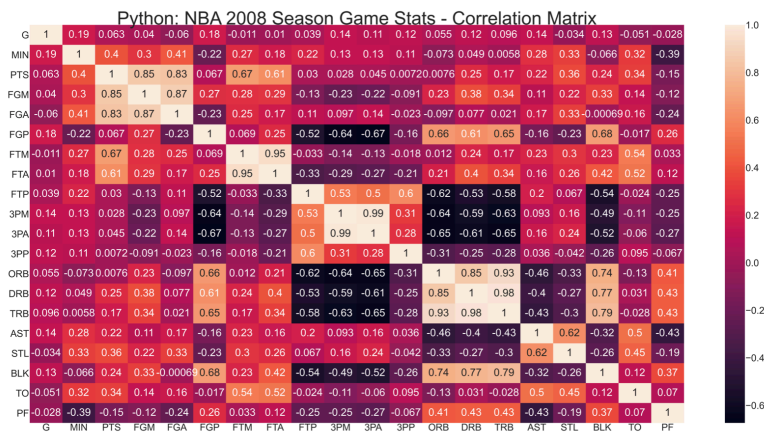 Python: NBA 2008 Season Game Stats - Correlation Matrix
G 1 0.19 0.063 0.04 -0.06 0.18 -0.011 0.01 0.039 0.14 0.11 0.12 0.055 0.12 0.096 0.14 -0.034 0.13 -0.051 -0.028
MIN 0.19 1 0.4 0.3 0.41 -0.22 0.27 0.18 0.22 0.13 0.13 0.11 -0.073 0.049 0.0058 0.28 0.33 -0.066 0.32 -0.39
PTS 0.063 0.4 1 0.85 0.83 0.067 0.67 0.61 0.03 0.028 0.045 0.0072 0.0076 0.25 0.17 0.22 0.36 0.24 0.34 -0.15
FGM 0.04 0.3 0.85 1 0.87 0.27 0.28 0.29 -0.13 -0.23 -0.22 -0.091 0.23 0.38 0.34 0.11 0.22 0.33 0.14 -0.12
FGA -0.06 0.41 0.83 0.87 1 -0.23 0.25 0.17 0.11 0.097 0.14 -0.023 -0.097 0.077 0.021 0.17 0.33 -0.00069 0.16 -0.24
FGP 0.18 -0.22 0.067 0.27 -0.23 1 0.069 0.25 -0.52 -0.64 -0.67 -0.16 0.66 0.61 0.65 -0.16 -0.23 0.68 -0.017 0.26
FTM -0.011 0.27 0.67 0.28 0.25 0.069 1 0.95 -0.033 -0.14 -0.13 -0.018 0.012 0.24 0.17 0.23 0.3 0.23 0.54 0.033
FTA 0.01 0.18 0.61 0.29 0.17 0.25 0.95 1 -0.33 -0.29 -0.27 -0.21 0.21 0.4 0.34 0.16 0.26 0.42 0.52 0.12
FTP 0.039 0.22 0.03 -0.13 0.11 -0.52 -0.033 -0.33 1 0.53 0.5 0.6 -0.62 -0.53 -0.58 0.2 0.067 -0.54 -0.024 -0.25
3PM 0.14 0.13 0.028 -0.23 0.097 -0.64 -0.14 -0.29 0.53 1 0.99 0.31 -0.64 -0.59 -0.63 0.093 0.16 -0.49 -0.11 -0.25
3PA 0.11 0.13 0.045 -0.22 0.14 -0.67 -0.13 -0.27 0.5 0.99 1 0.28 -0.65 -0.61 -0.65 0.16 0.24 -0.52 -0.06 -0.27
3PP 0.12 0.11 0.0072 -0.091 -0.023 -0.16 -0.018 -0.21 0.6 0.31 0.28 1 -0.31 -0.25 -0.28 0.036 -0.042 -0.26 0.095 -0.067
ORB 0.055 -0.073 0.0076 0.23 -0.097 0.66 0.012 0.21 -0.62 -0.64 -0.65 -0.31 1 0.85 0.93 -0.46 -0.33 0.74 -0.13 0.41
DRB 0.12 0.049 0.25 0.38 0.077 0.61 0.24 0.4 -0.53 -0.59 -0.61 -0.25 0.85 1 0.98 -0.4 -0.27 0.77 0.031 0.43
TRB 0.096 0.0058 0.17 0.34 0.021 0.65 0.17 0.34 -0.58 -0.63 -0.65 -0.28 0.93 0.98 1 -0.43 -0.3 0.79 -0.028 0.43
AST 0.14 0.28 0.22 0.11 0.17 -0.16 0.23 0.16 0.2 0.093 0.16 0.036 -0.46 -0.4 -0.43 1 0.62 -0.32 0.5 -0.43
STL -0.034 0.33 0.36 0.22 0.33 -0.23 0.3 0.26 0.067 0.16 0.24 -0.042 -0.33 -0.27 -0.3 0.62 1 -0.26 0.45 -0.19
BLK 0.13 -0.066 0.24 0.33 -0.00069 0.68 0.23 0.42 -0.54 -0.49 -0.52 -0.26 0.74 0.77 0.79 -0.32 -0.26 1 0.12 0.37
TO -0.051 0.32 0.34 0.14 0.16 -0.017 0.54 0.52 -0.024 -0.11 -0.06 0.095 -0.13 0.031 -0.028 0.5 0.45 0.12 1 0.07
PF -0.028 -0.39 -0.15 -0.12 -0.24 0.26 0.033 0.12 -0.25 -0.25 -0.27 -0.067 0.41 0.43 0.43 -0.43 -0.19 0.37 0.07 1
G MIN PTS FGM FGA FGP FTM FTA FTP 3PM 3PA 3PP ORB DRB TRB AST STL BLK TO PF
1.0
0.8
0.4
0.0
-0.2
-0.4
-0.6